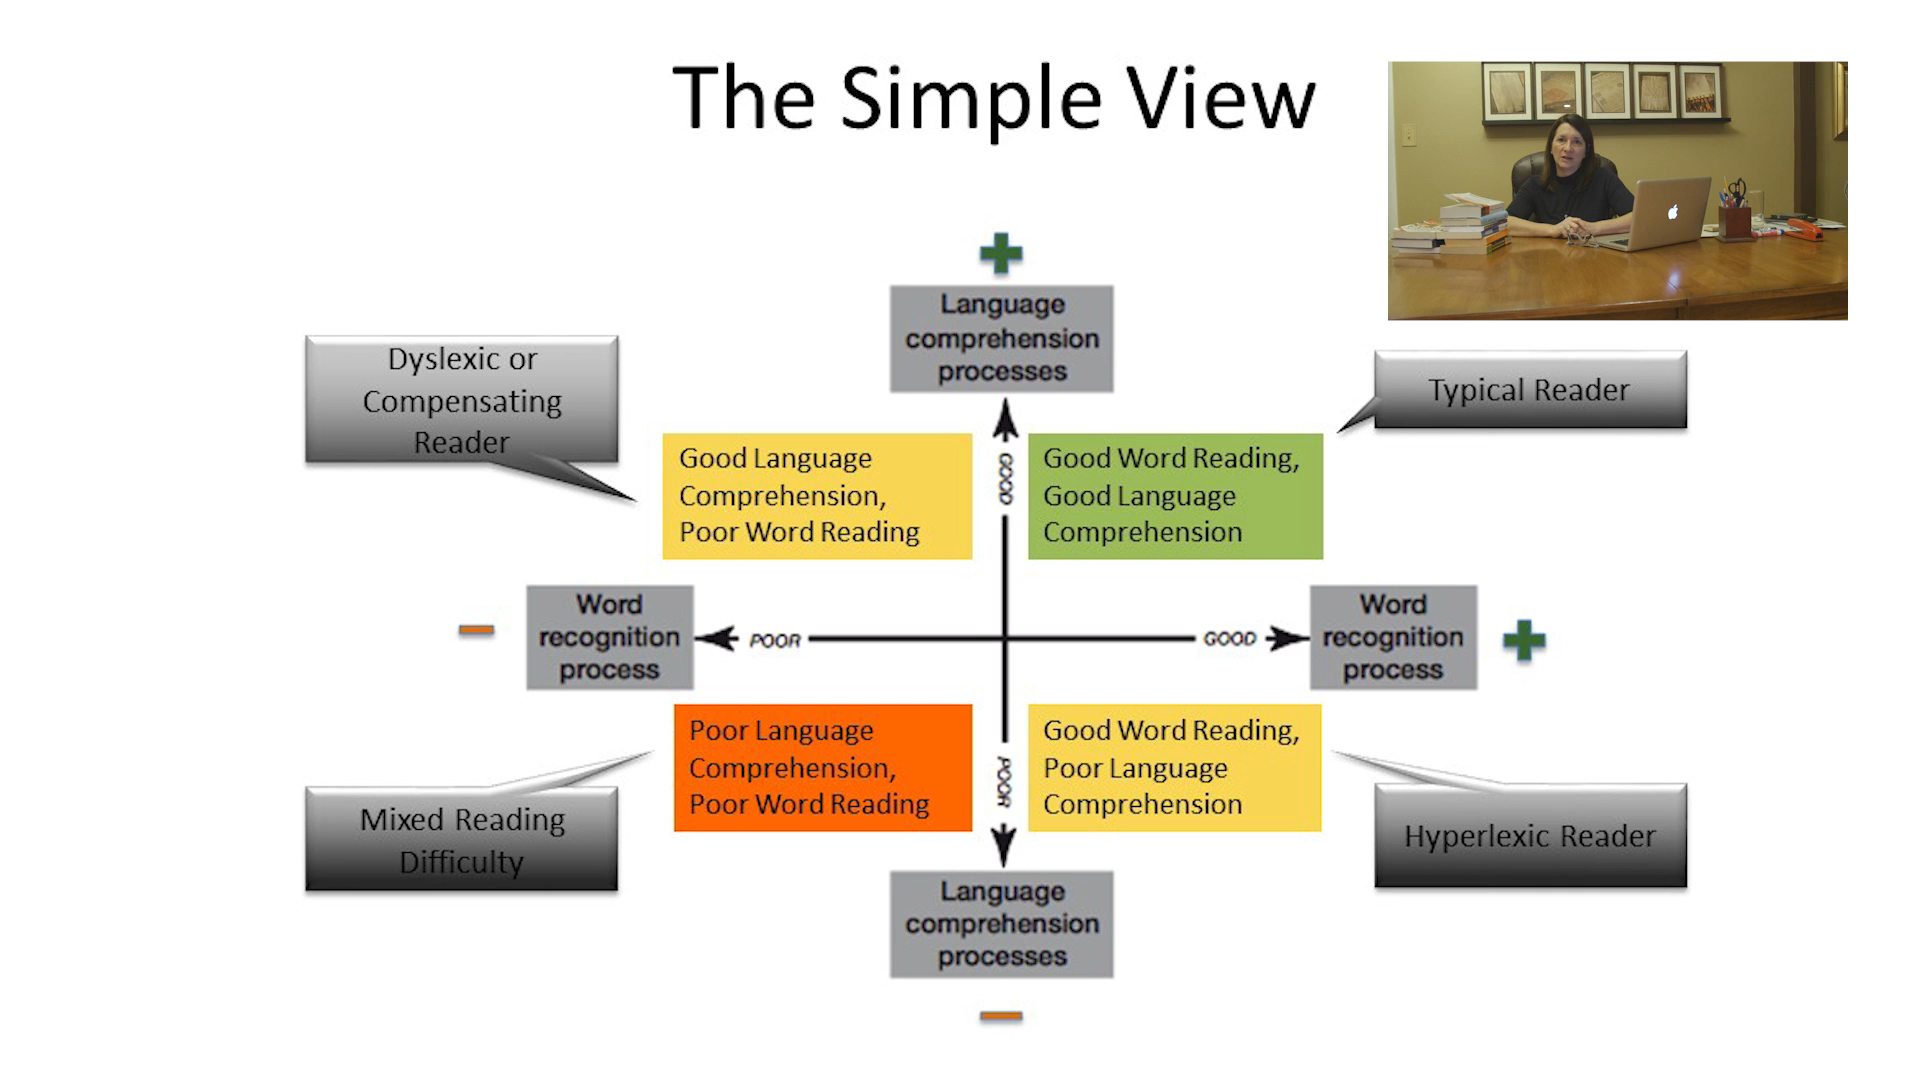 The Simple View
Language
comprehension
processes
Dyslexic or
Compensating
Reader
Typical Reader
Good Language
Comprehension,
Poor Word Reading
GOOD
Good Word Reading,
Good Language
Comprehension
Word
recognition
process
POOR
GOOD
Word
recognition
process
Poor Language
Comprehension,
Poor Word Reading
POOR
Good Word Reading,
Poor Language
Comprehension
Mixed Reading
Difficulty
Hyperlexic Reader
Language
comprehension
processes